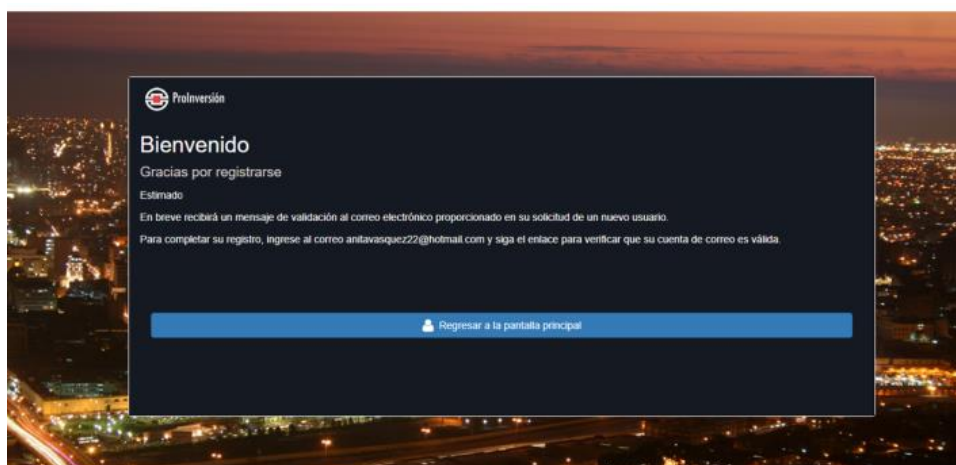 ProInversión
Bienvenido
Gracias por registrarse
Estimado
En breve recibirá un mensaje de validación al correo electrónico proporcionado en su solicitud de un nuevo usuario.
Para completar su registro, ingrese al correo anitavasquez22@hotmail.com y siga el enlace para verificar que su cuenta de correo es válida.
Regresar a la pantalla principal